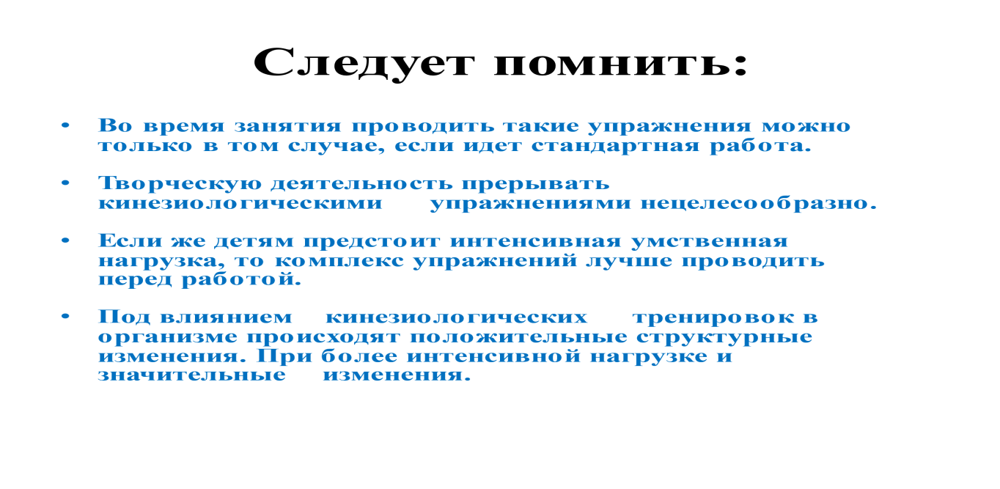 Следует помнить:
• Во время занятия проводить такие упражнения можно
только в том случае, если идет стандартная работа.
• Творческую деятельность прерывать
кинезиологическими упражнениями нецелесообразно.
• Если же детям предстоит интенсивная умственная
нагрузка, то комплекс упражнений лучше проводить
перед работой.
• Под влиянием кинезиологических тренировок в
организме происходят положительные структурные
изменения. При более интенсивной нагрузке и
значительные изменения.